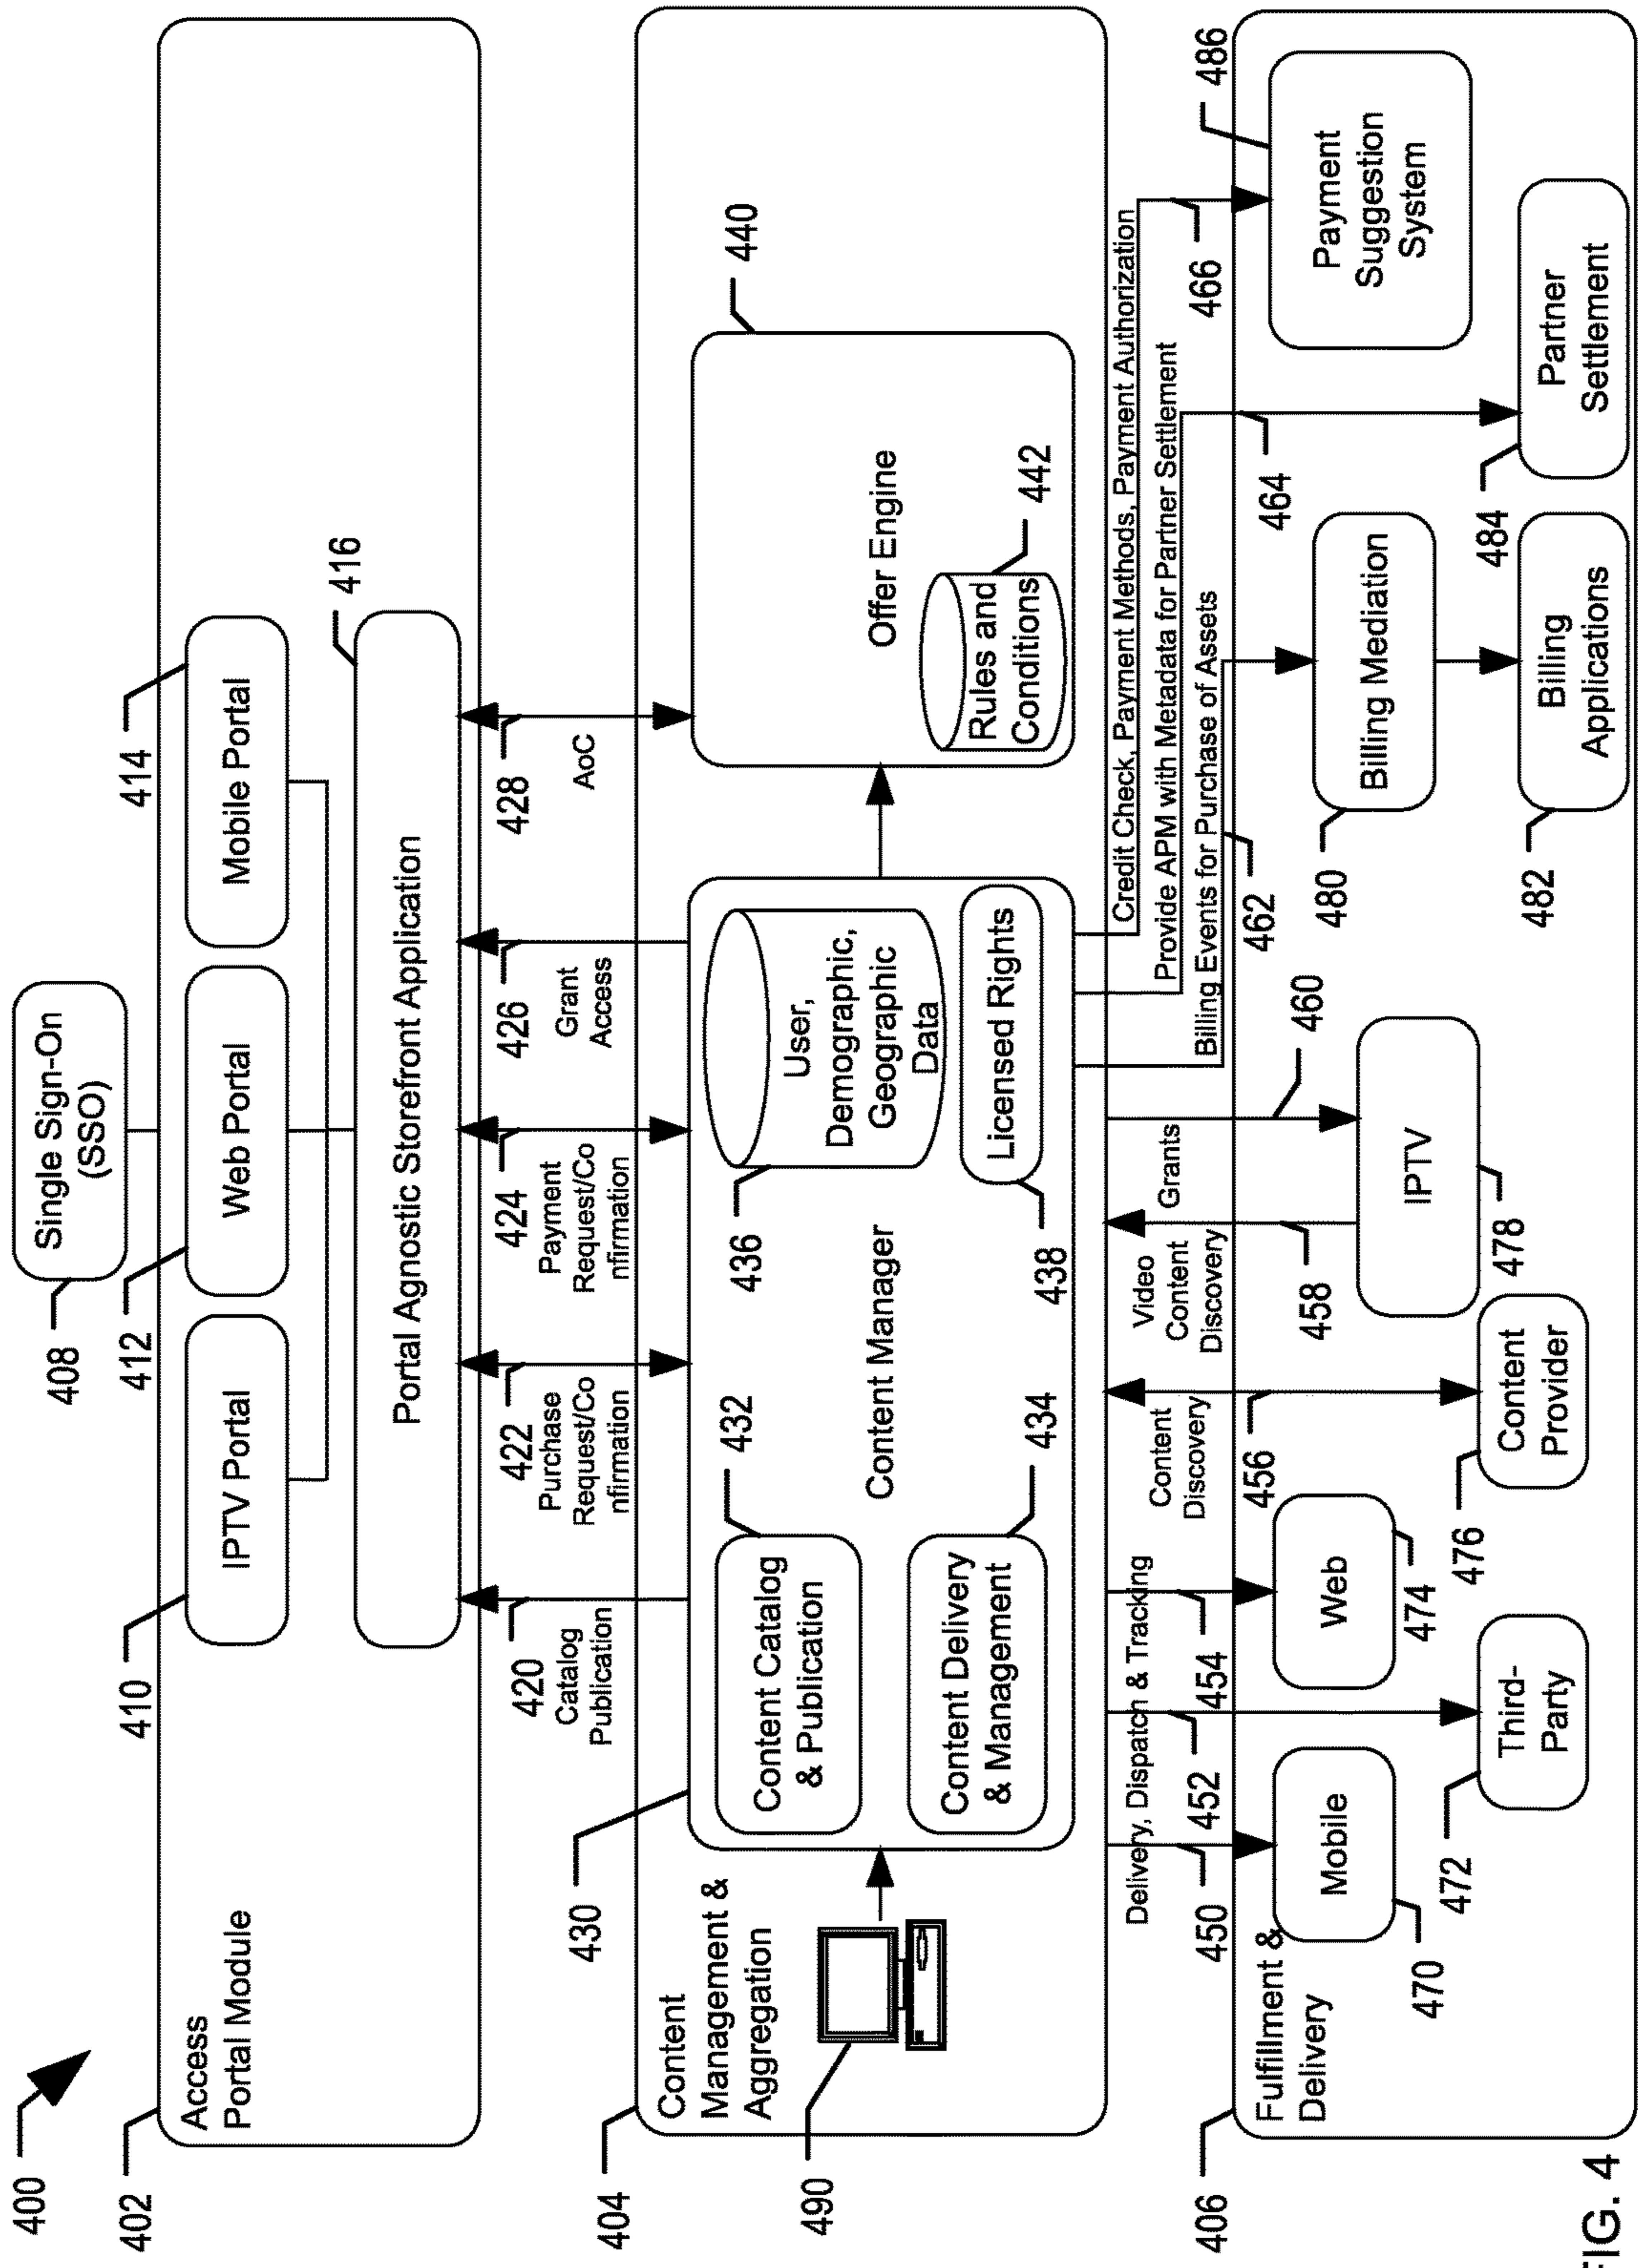 400
402
Access
Portal Module
408
Single Sign-On
(SSO)
410
IPTV Portal
412
Web Portal
414
Mobile Portal
416
Portal Agnostic Storefront Application
420
Catalog
Publication
422
Purchase
Request/Co
nfirmation
424
Payment
Request/Co
nfirmation
426
Grant
Access
428
AoC
404
Content
Management &
Aggregation
490
430
Content Catalog
& Publication
432
Content Delivery
& Management
434
Content Manager
436
User,
Demographic,
Geographic
Data
438
Licensed Rights
440
Offer Engine
442
Rules and
Conditions
Delivery, Dispatch & Tracking
450
452
454
Content
Discovery
456
Video
Content
Discovery
458
Grants
460
Credit Check, Payment Methods, Payment Authorization
Provide APM with Metadata for Partner Settlement
Billing Events for Purchase of Assets
462
464
466
406
Fulfillment &
Delivery
470
Mobile
472
Third-
Party
474
Web
476
Content
Provider
478
IPTV
480
Billing Mediation
482
Billing
Applications
484
Partner
Settlement
486
Payment
Suggestion
System
FIG. 4